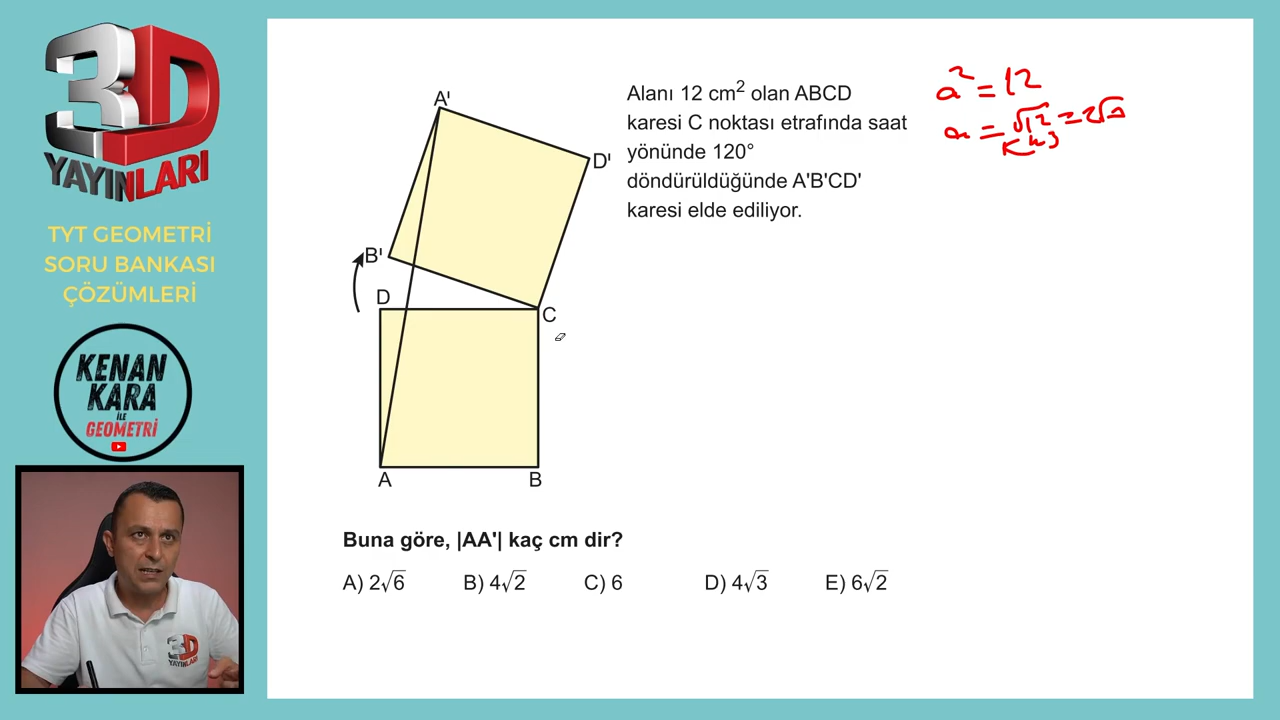 3D
YAYINLARI
TYT GEOMETRİ
SORU BANKASI
ÇÖZÜMLERİ
KENAN
KARA
İLE
GEOMETRİ
3D
YAYINLARI
A'
D'
B'
D
C
A
B
Alanı 12 cm² olan ABCD
karesi C noktası etrafında saat
yönünde 120°
döndürüldüğünde A'B'CD'
karesi elde ediliyor.
a² = 12
a = √12 = 2√3
Buna göre, |AA'| kaç cm dir?
A) 2√6 B) 4√2 C) 6 D) 4√3 E) 6√2